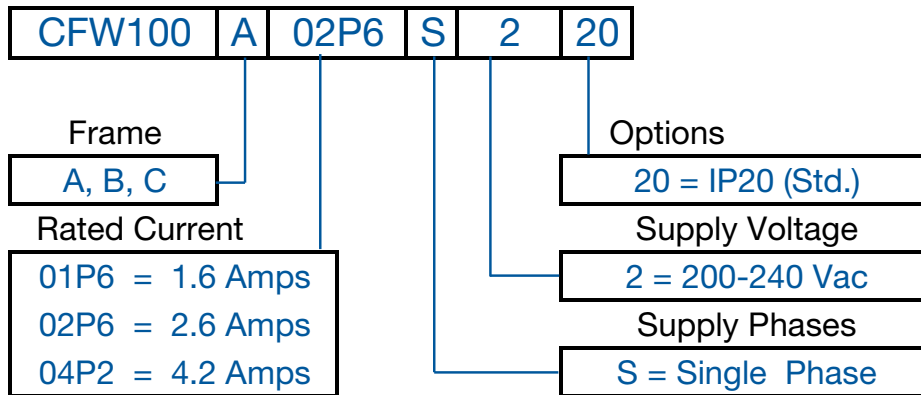 CFW100 A 02P6 S 2 20
Frame
A, B, C
Rated Current
01P6 = 1.6 Amps
02P6 = 2.6 Amps
04P2 = 4.2 Amps
Options
20 = IP20 (Std.)
Supply Voltage
2 = 200-240 Vac
Supply Phases
S = Single Phase